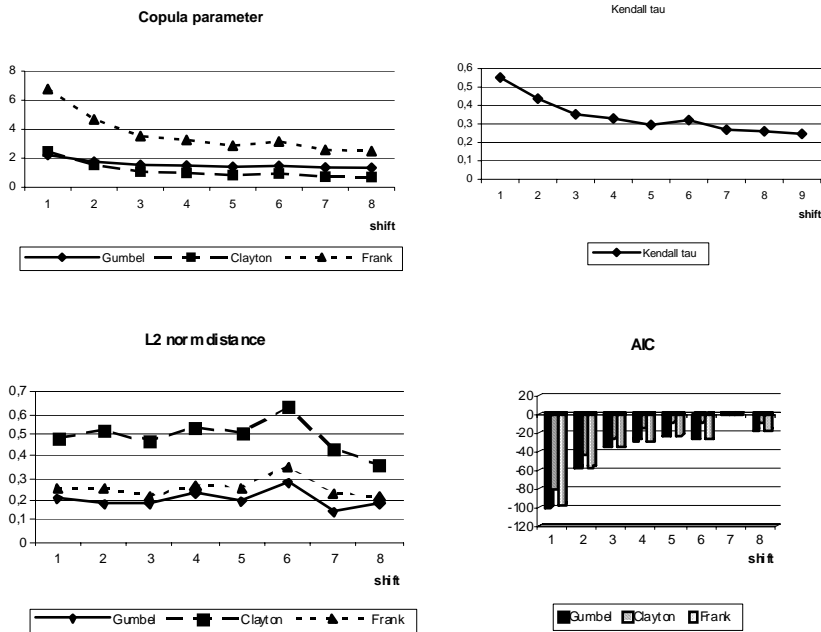 Copula parameter
8
6
4
2
0
1 2 3 4 5 6 7 8
shift
Gumbel Clayton Frank
Kendall tau
0,6
0,5
0,4
0,3
0,2
0,1
0
1 2 3 4 5 6 7 8 9
shift
Kendall tau
L2 norm distance
0,7
0,6
0,5
0,4
0,3
0,2
0,1
0
1 2 3 4 5 6 7 8
shift
Gumbel Clayton Frank
AIC
20
0
-20
-40
-60
-80
-100
-120
1 2 3 4 5 6 7 8
shift
Gumbel Clayton Frank